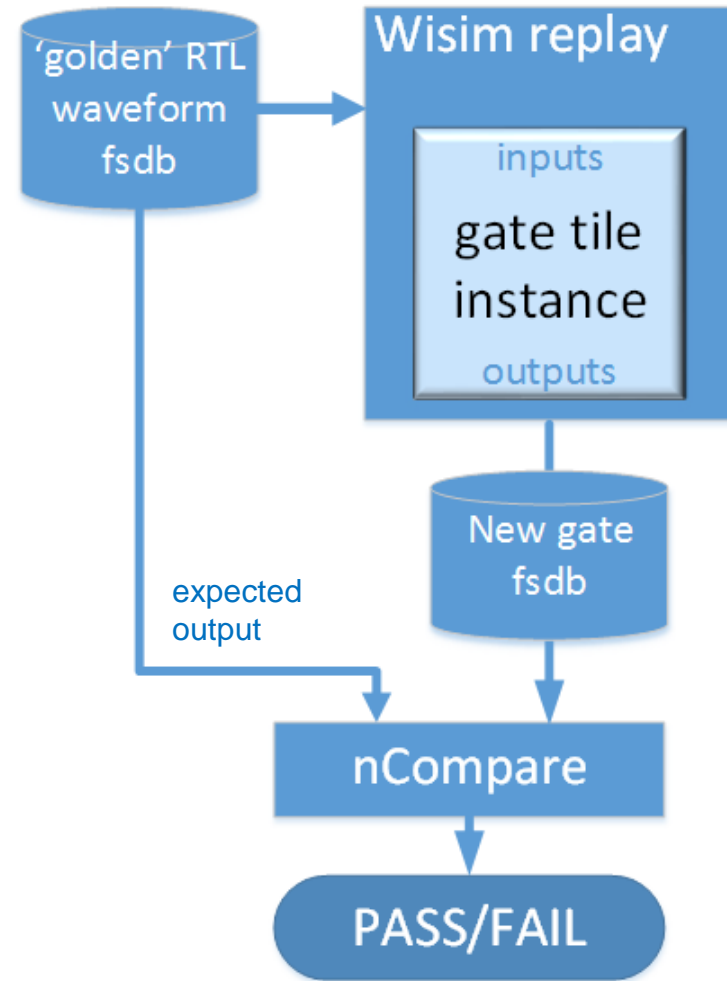 ‘golden’ RTL
waveform
fsdb
Wisim replay
inputs
gate tile
instance
outputs
New gate
fsdb
expected
output
nCompare
PASS/FAIL